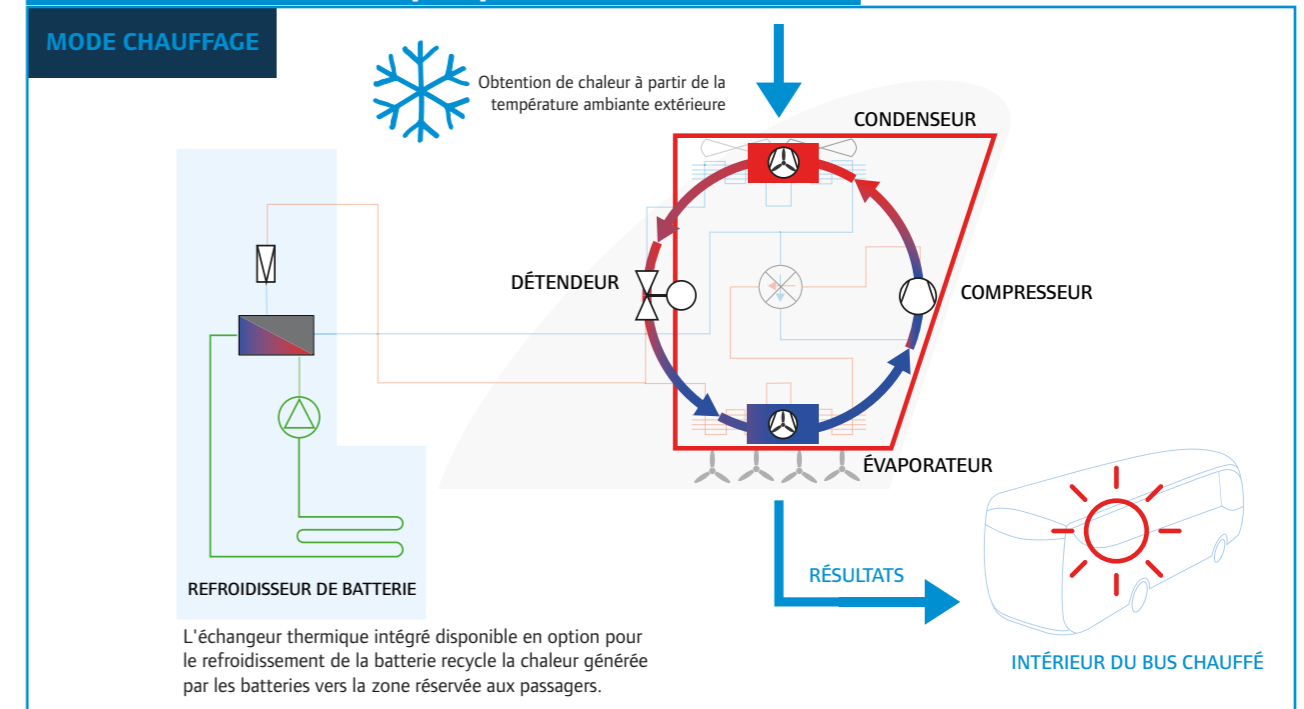 MODE CHAUFFAGE
Obtention de chaleur à partir de la
température ambiante extérieure
CONDENSEUR
DÉTENDEUR
COMPRESSEUR
ÉVAPORATEUR
REFROIDISSEUR DE BATTERIE
RÉSULTATS
L'échangeur thermique intégré disponible en option pour
le refroidissement de la batterie recycle la chaleur générée
par les batteries vers la zone réservée aux passagers.
INTÉRIEUR DU BUS CHAUFFÉ